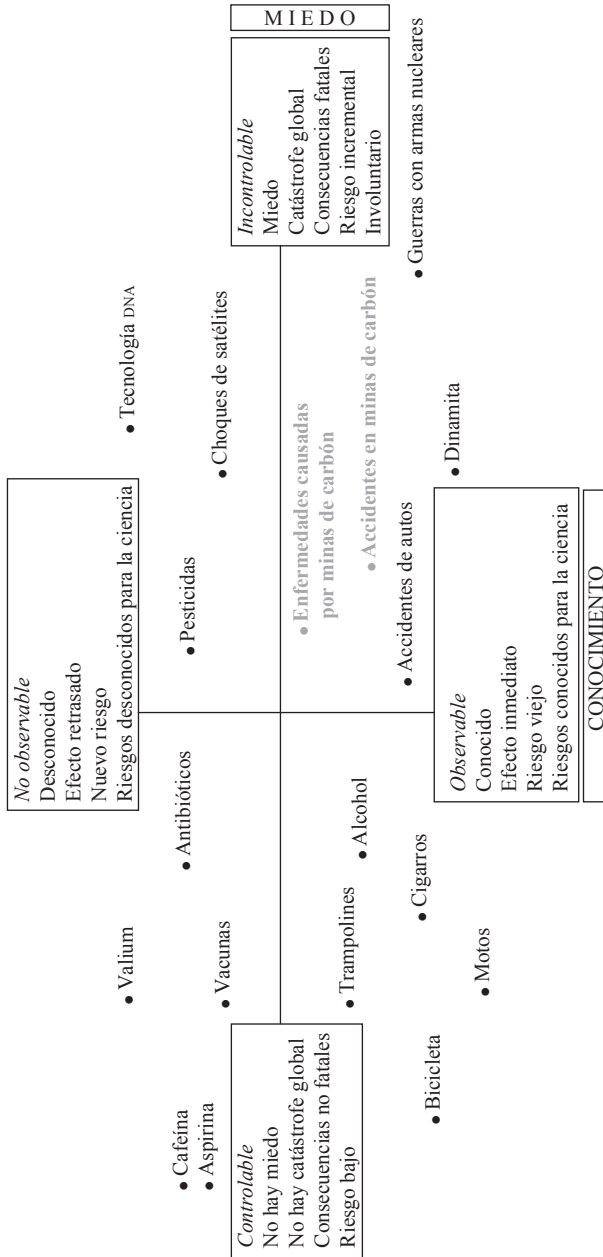 No observable
Desconocido
Efecto retrasado
Nuevo riesgo
Riesgos desconocidos para la ciencia
Valium
Tecnología DNA
Cafeína
Antibióticos
Pesticidas
Aspirina
Vacunas
Choques de satélites
Controlable
No hay miedo
No hay catástrofe global
Consecuencias no fatales
Riesgo bajo
Incontrolable
Miedo
Catástrofe global
Consecuencias fatales
Riesgo incremental
Involuntario
MIEDO
Enfermedades causadas
por minas de carbón
Trampolines
Alcohol
Accidentes en minas de carbón
Accidentes de autos
Guerras con armas nucleares
Cigarros
Bicicleta
Dinamita
Motos
Observable
Conocido
Efecto inmediato
Riesgo viejo
Riesgos conocidos para la ciencia
CONOCIMIENTO